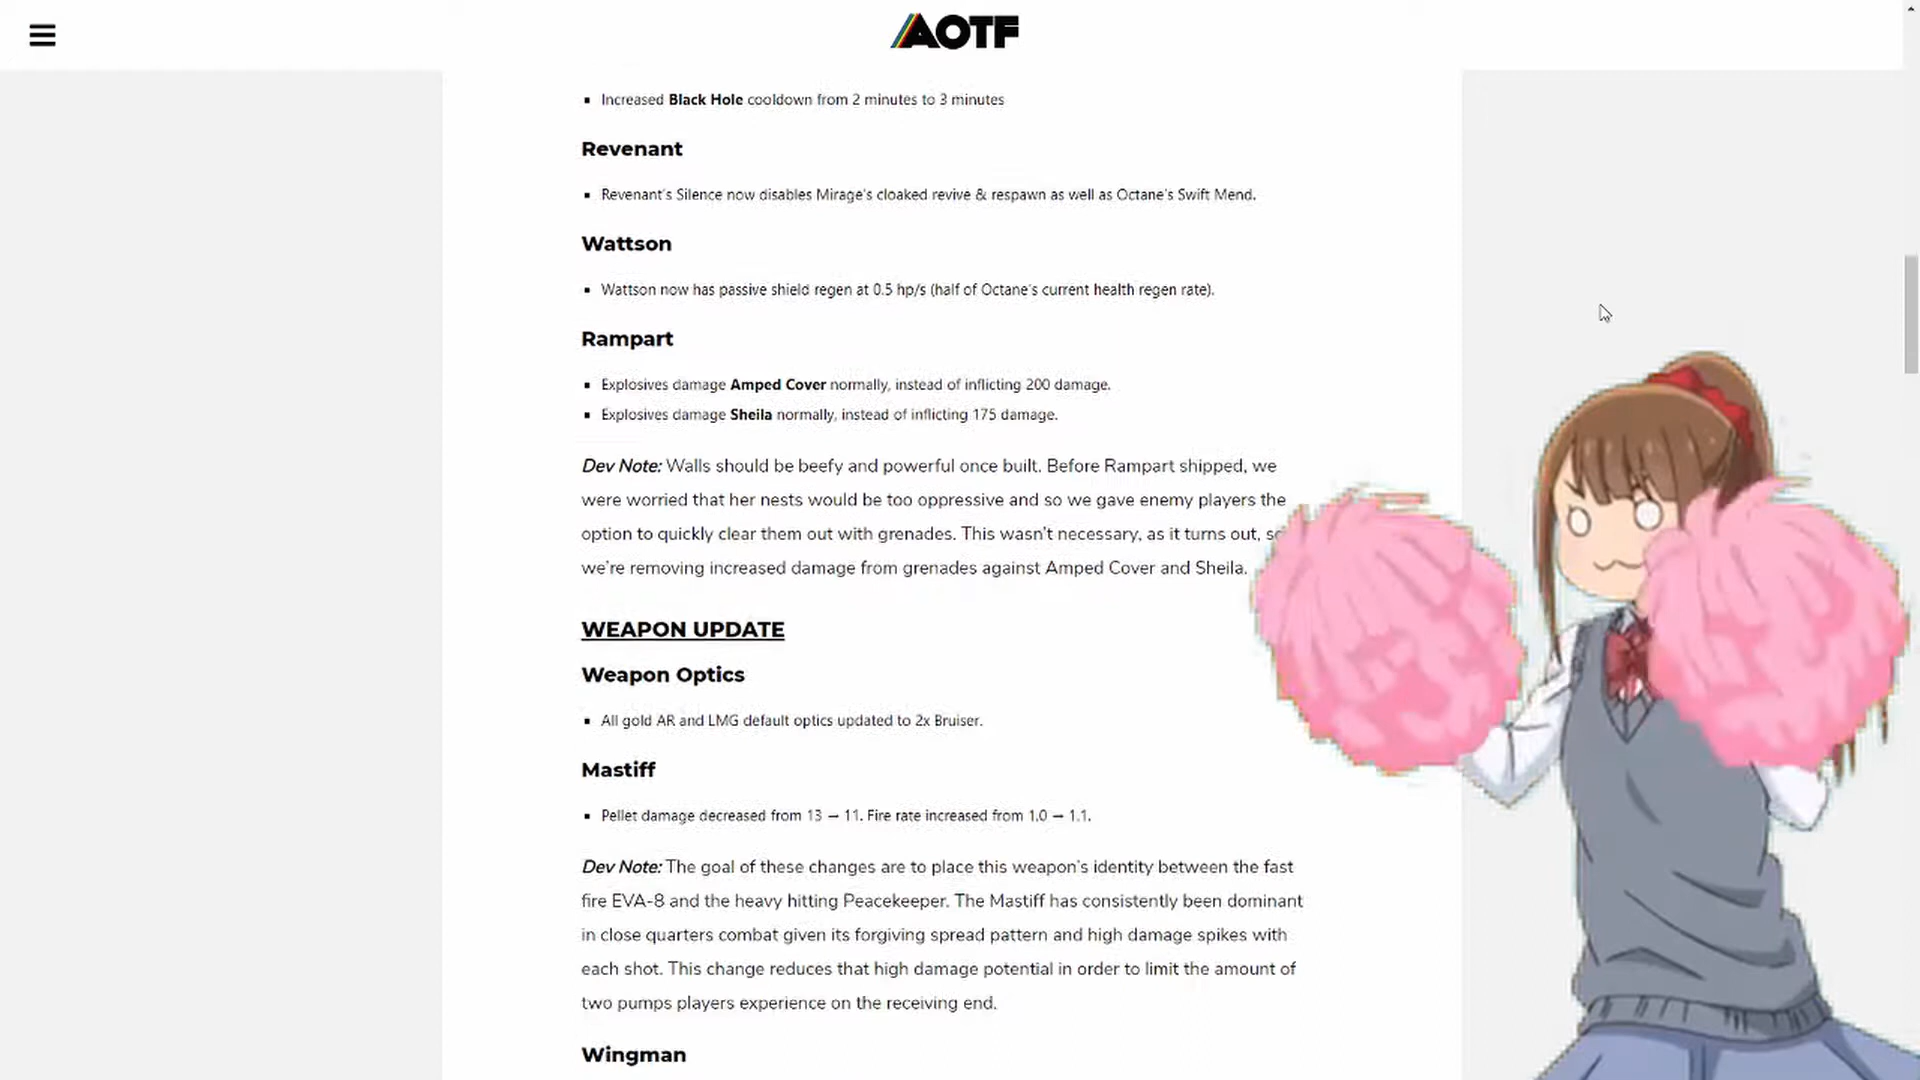 AOTF
▪ Increased Black Hole cooldown from 2 minutes to 3 minutes
Revenant
▪ Revenant's Silence now disables Mirage's cloaked revive & respawn as well as Octane's Swift Mend.
Wattson
▪ Wattson now has passive shield regen at 0.5 hp/s (half of Octane's current health regen rate).
Rampart
▪ Explosives damage Amped Cover normally, instead of inflicting 200 damage.
▪ Explosives damage Sheila normally, instead of inflicting 175 damage.
Dev Note: Walls should be beefy and powerful once built. Before Rampart shipped, we
were worried that her nests would be too oppressive and so we gave enemy players the
option to quickly clear them out with grenades. This wasn't necessary, as it turns out, so
we're removing increased damage from grenades against Amped Cover and Sheila.
WEAPON UPDATE
Weapon Optics
▪ All gold AR and LMG default optics updated to 2x Bruiser.
Mastiff
▪ Pellet damage decreased from 13 – 11. Fire rate increased from 1.0 – 1.1.
Dev Note: The goal of these changes are to place this weapon's identity between the fast
fire EVA-8 and the heavy hitting Peacekeeper. The Mastiff has consistently been dominant
in close quarters combat given its forgiving spread pattern and high damage spikes with
each shot. This change reduces that high damage potential in order to limit the amount of
two pumps players experience on the receiving end.
Wingman